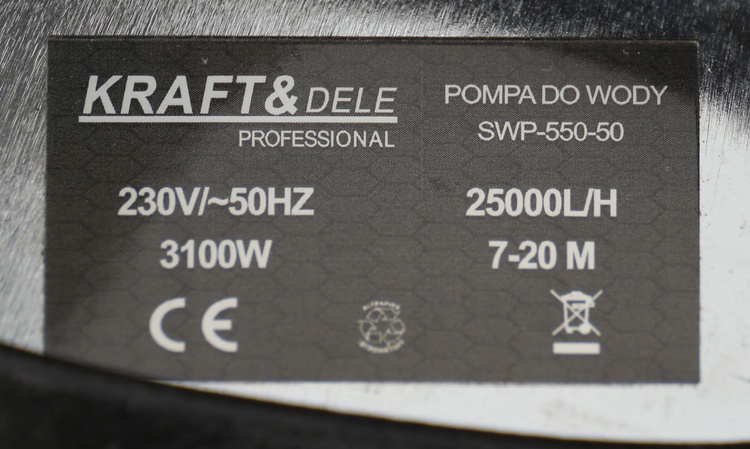 KRAFT&DELE
PROFESSIONAL
POMPA DO WODY
SWP-550-50
230V/~50HZ
3100W
25000L/H
7-20 M
CE